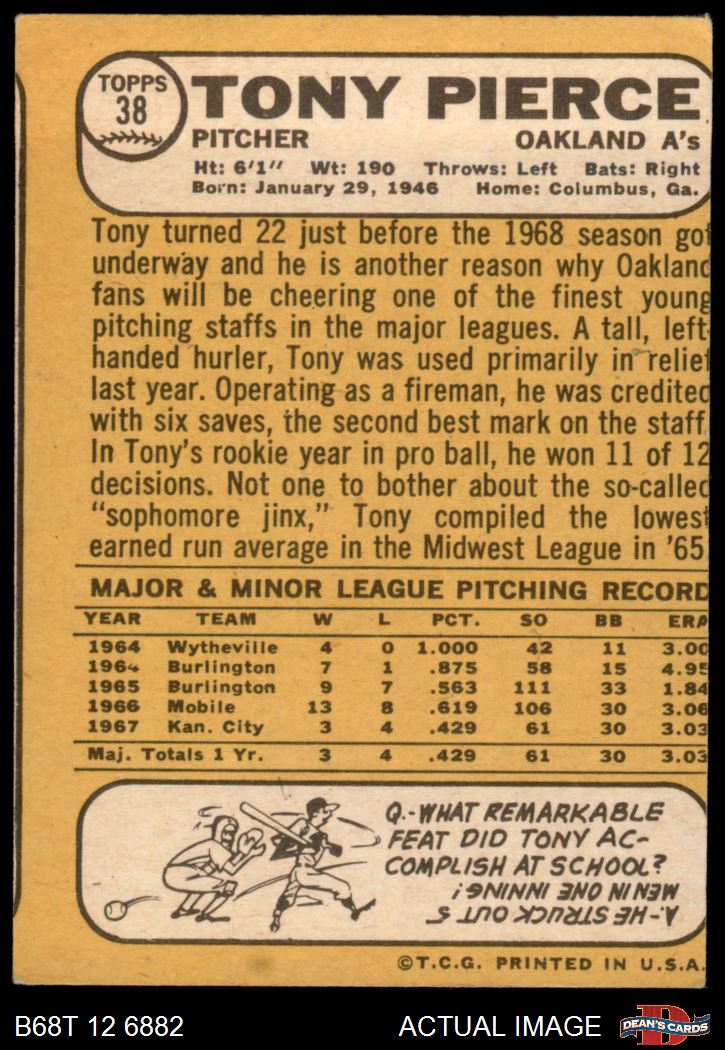 TOPPS
38
TONY PIERCE
PITCHER OAKLAND A's
Ht: 6'1" Wt: 190 Throws: Left Bats: Right
Born: January 29, 1946 Home: Columbus, Ga.
Tony turned 22 just before the 1968 season got
underway and he is another reason why Oakland
fans will be cheering one of the finest young
pitching staffs in the major leagues. A tall, left-
handed hurler, Tony was used primarily in relief
last year. Operating as a fireman, he was credited
with six saves, the second best mark on the staff.
In Tony's rookie year in pro ball, he won 11 of 12
decisions. Not one to bother about the so-called
"sophomore jinx," Tony compiled the lowest
earned run average in the Midwest League in '65
MAJOR & MINOR LEAGUE PITCHING RECORD
YEAR TEAM W L PCT. SO BB ERA
1964 Wytheville 4 0 1.000 42 11 3.00
1964 Burlington 7 1 .875 58 15 4.95
1965 Burlington 9 7 .563 111 33 1.84
1966 Mobile 13 8 .619 106 30 3.06
1967 Kan. City 3 4 .429 61 30 3.03
Maj. Totals 1 Yr. 3 4 .429 61 30 3.03
Q.-WHAT REMARKABLE
FEAT DID TONY AC-
COMPLISH AT SCHOOL?
A.-HE STRUCK OUT 5
MEN IN ONE INNING!
©T.C.G. PRINTED IN U.S.A.
B68T 12 6882 ACTUAL IMAGE DEAN'S CARDS